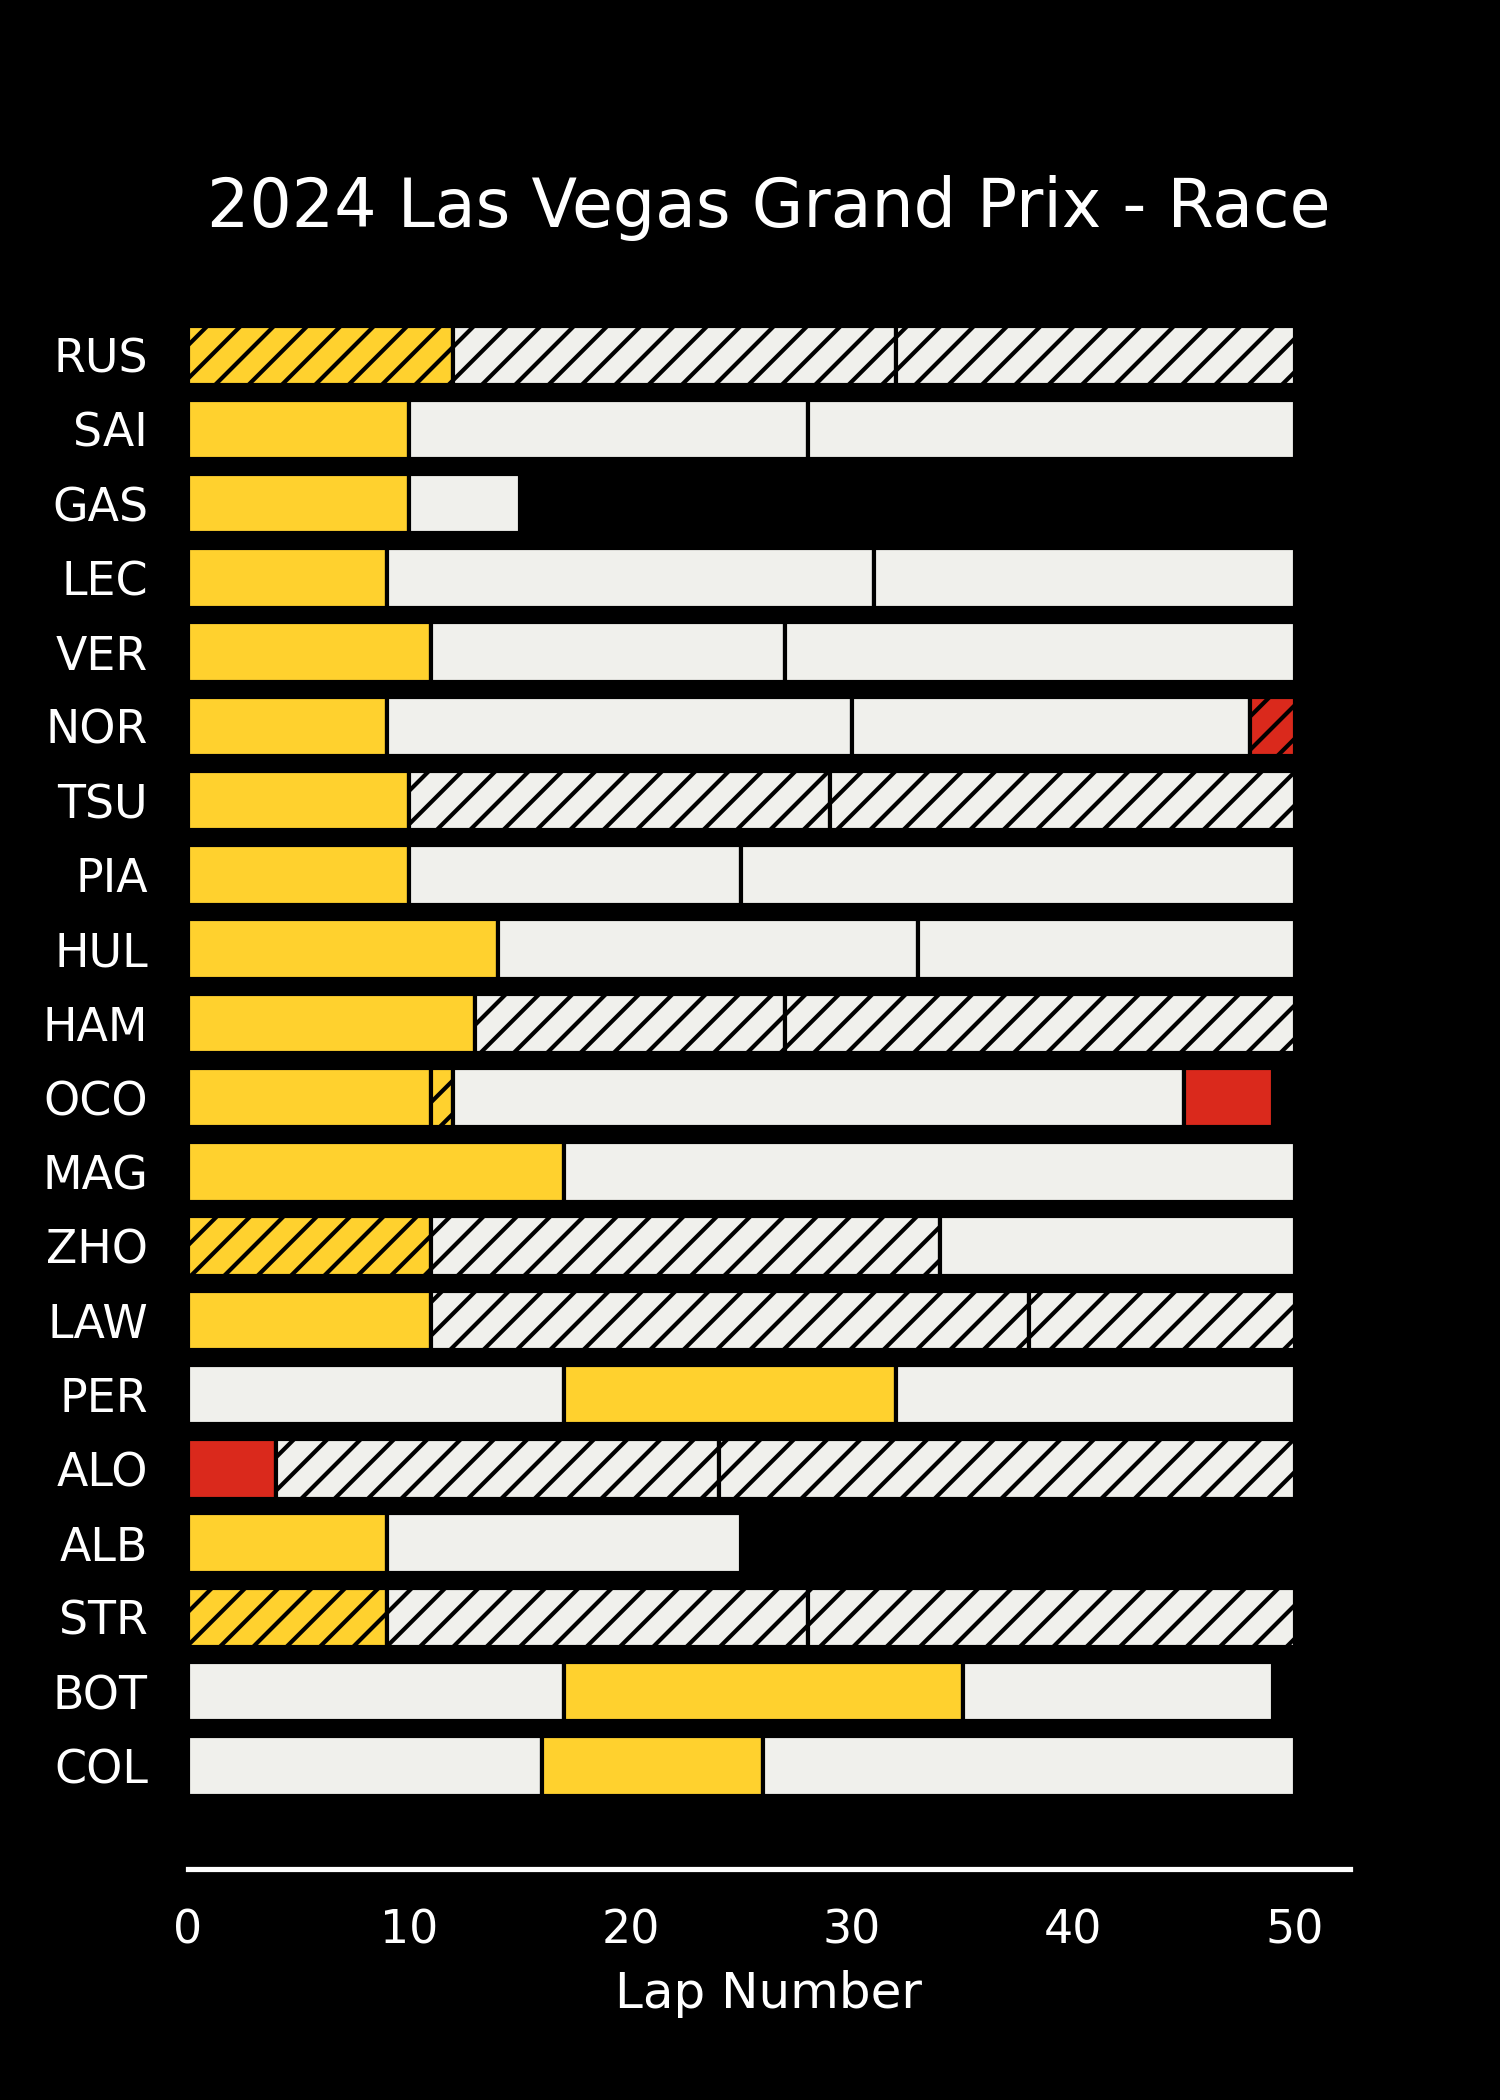 2024 Las Vegas Grand Prix - Race
RUS
SAI
GAS
LEC
VER
NOR
TSU
PIA
HUL
HAM
OCO
MAG
ZHO
LAW
PER
ALO
ALB
STR
BOT
COL
0 10 20 30 40 50
Lap Number